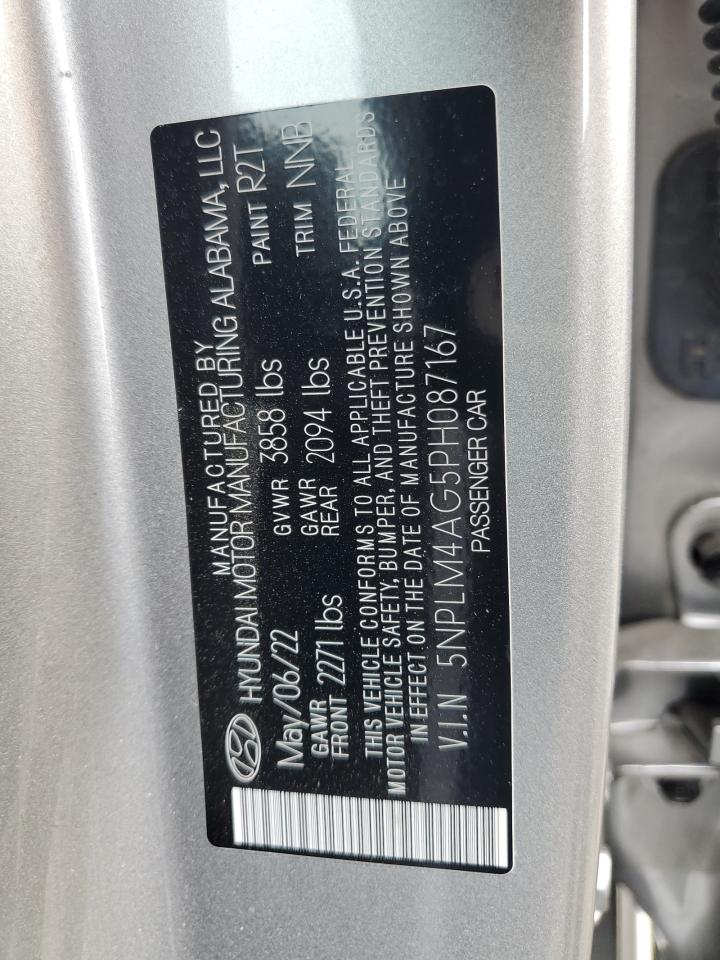 MANUFACTURED BY
HYUNDAI MOTOR MANUFACTURING ALABAMA, LLC
May/06/22 GVWR 3858 lbs PAINT R2T
GAWR FRONT 2271 lbs GAWR REAR 2094 lbs TRIM NNB
THIS VEHICLE CONFORMS TO ALL APPLICABLE U.S.A. FEDERAL
MOTOR VEHICLE SAFETY, BUMPER, AND THEFT PREVENTION STANDARDS
IN EFFECT ON THE DATE OF MANUFACTURE SHOWN ABOVE
V.I.N 5NPLM4AG5PH087167
PASSENGER CAR